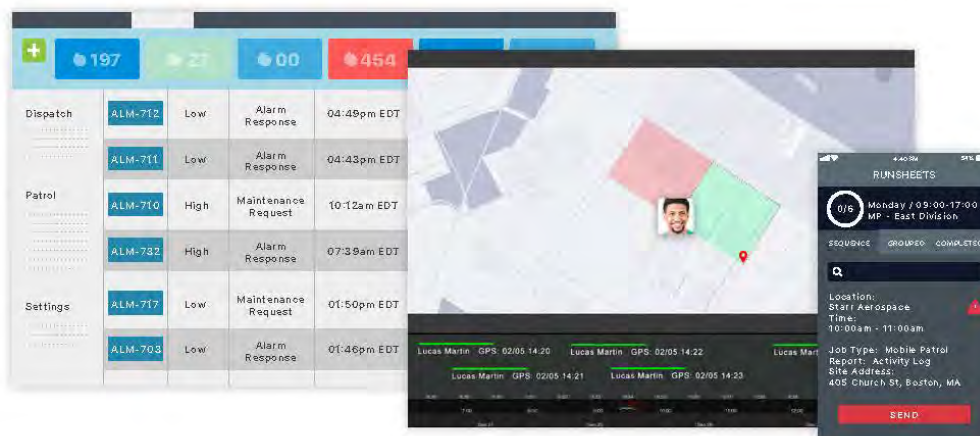 197
27
00
454
Dispatch
Patrol
Settings
ALM-712 Low Alarm Response 04:49pm EDT
ALM-711 Low Alarm Response 04:43pm EDT
ALM-710 High Maintenance Request 10:12am EDT
ALM-732 High Alarm Response 07:39am EDT
ALM-717 Low Maintenance Request 01:50pm EDT
ALM-703 Low Alarm Response 01:46pm EDT
Lucas Martin GPS: 02/05 14:20
Lucas Martin GPS: 02/05 14:22
Lucas Mart
Lucas Martin GPS: 02/05 14:21
Lucas Martin GPS: 02/05 14:23
RUNSHEETS
0/6
Monday / 09:00-17:00
MP - East Division
SEQUENCE GROUPED COMPLETED
Location:
Starr Aerospace
Time:
10:00am - 11:00am
Job Type: Mobile Patrol
Report: Activity Log
Site Address:
405 Church St, Boston, MA
SEND